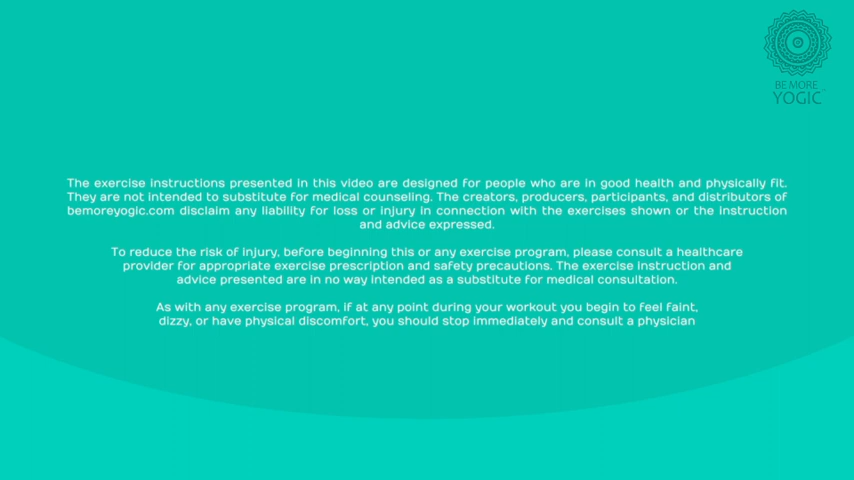 BE MORE
YOGIC
The exercise instructions presented in this video are designed for people who are in good health and physically fit.
They are not intended to substitute for medical counseling. The creators, producers, participants, and distributors of
bemoreyogic.com disclaim any liability for loss or injury in connection with the exercises shown or the instruction
and advice expressed.
To reduce the risk of injury, before beginning this or any exercise program, please consult a healthcare
provider for appropriate exercise prescription and safety precautions. The exercise instruction and
advice presented are in no way intended as a substitute for medical consultation.
As with any exercise program, if at any point during your workout you begin to feel faint,
dizzy, or have physical discomfort, you should stop immediately and consult a physician